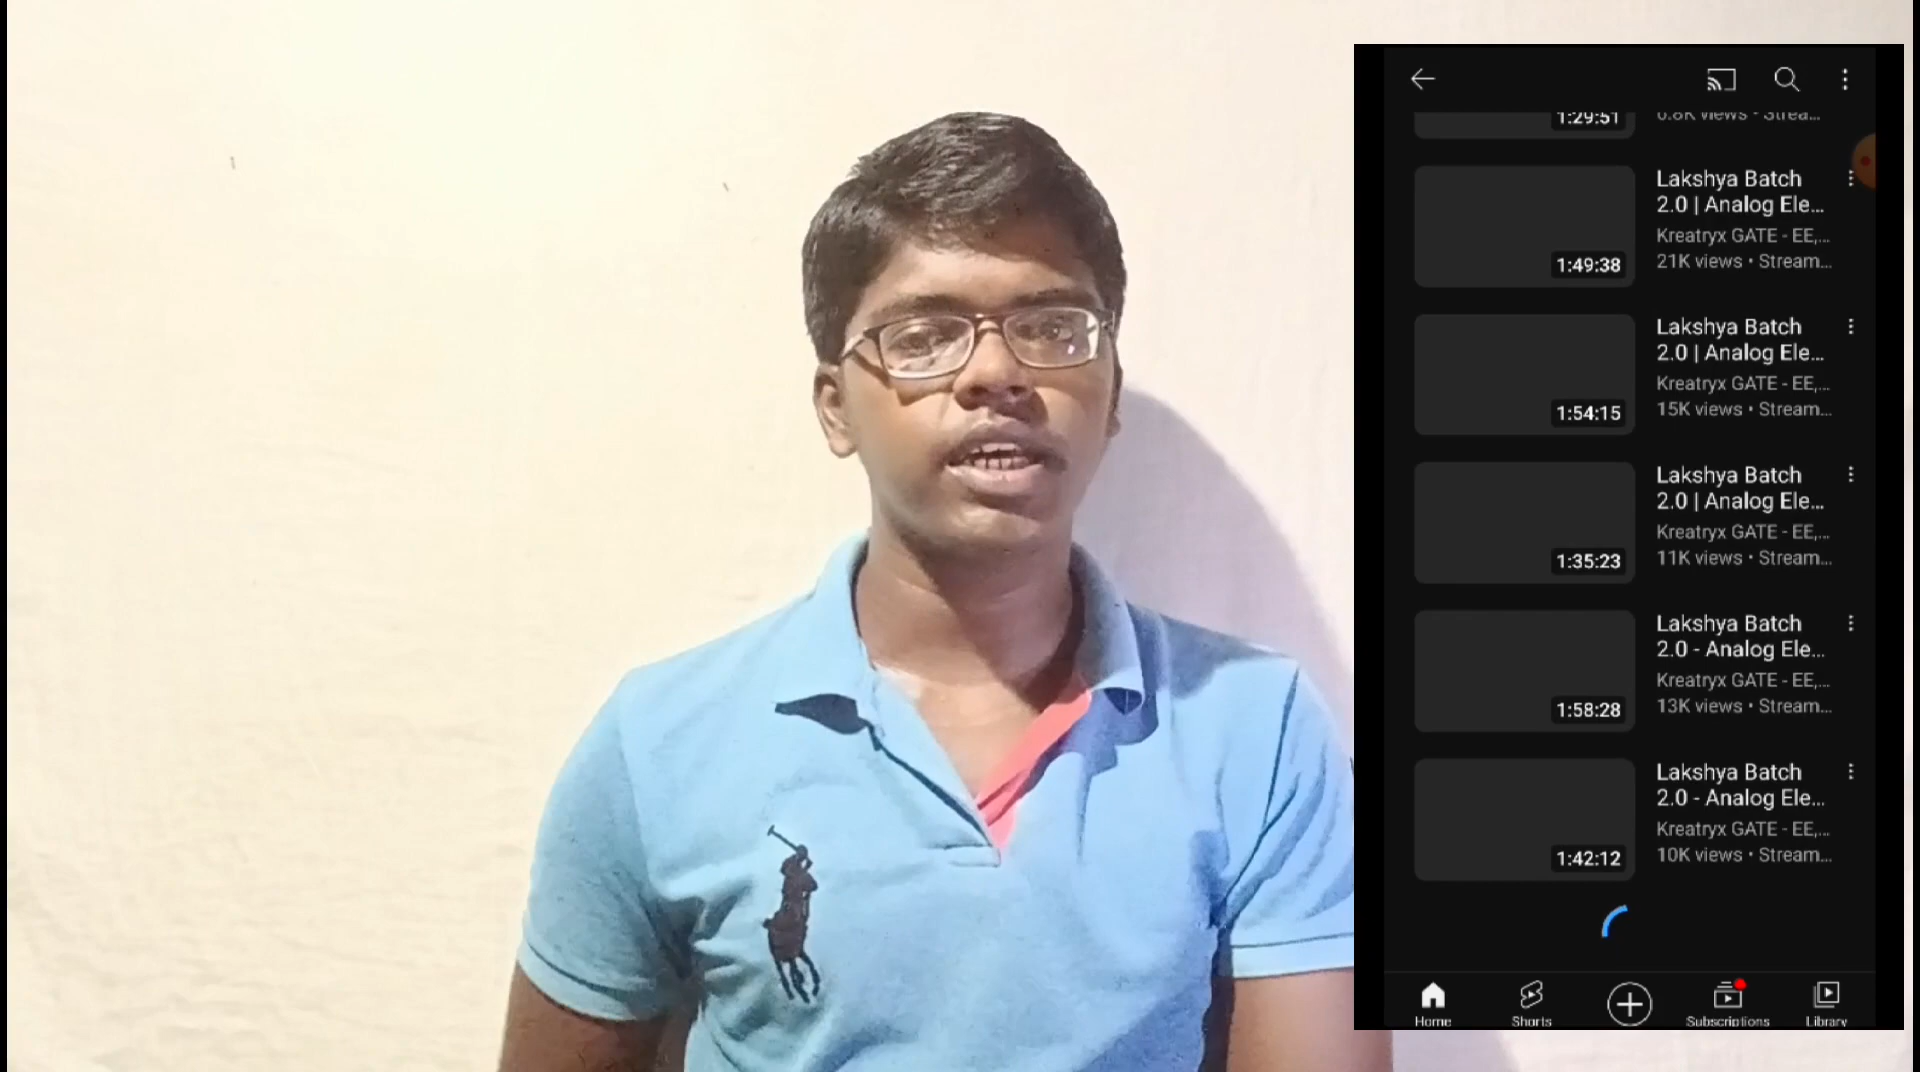 1:29:51
6.8K views • Strea...
Lakshya Batch
2.0 | Analog Ele...
Kreatryx GATE - EE,...
21K views • Stream...
1:49:38
Lakshya Batch
2.0 | Analog Ele...
Kreatryx GATE - EE,...
15K views • Stream...
1:54:15
Lakshya Batch
2.0 | Analog Ele...
Kreatryx GATE - EE,...
11K views • Stream...
1:35:23
Lakshya Batch
2.0 - Analog Ele...
Kreatryx GATE - EE,...
13K views • Stream...
1:58:28
Lakshya Batch
2.0 - Analog Ele...
Kreatryx GATE - EE,...
10K views • Stream...
1:42:12
Home
Shorts
Subscriptions
Library